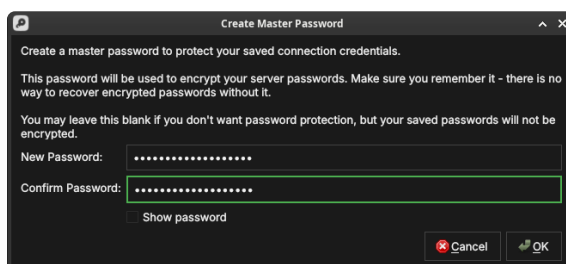 Create Master Password
Create a master password to protect your saved connection credentials.
This password will be used to encrypt your server passwords. Make sure you remember it - there is no
way to recover encrypted passwords without it.
You may leave this blank if you don't want password protection, but your saved passwords will not be
encrypted.
New Password: •••••••••••••••••••
Confirm Password: •••••••••••••••••••
Show password
Cancel OK